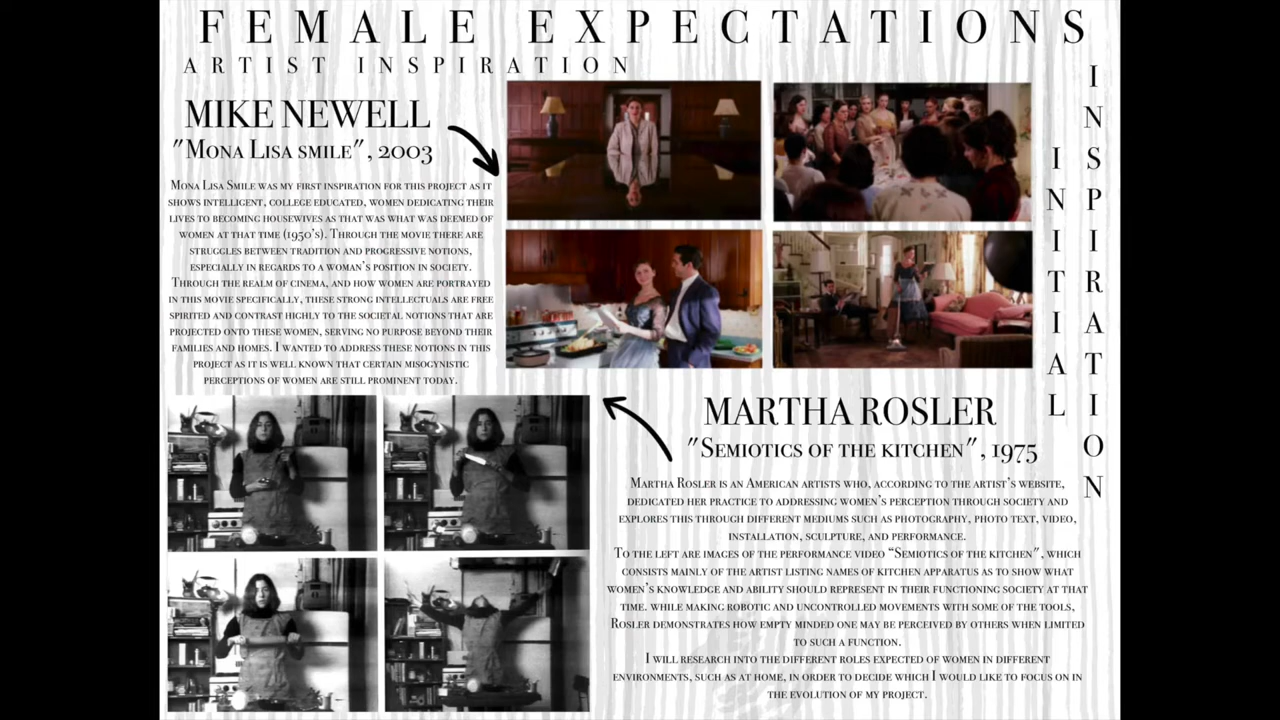 FEMALE EXPECTATIONS
ARTIST INSPIRATION
MIKE NEWELL
"Mona Lisa smile", 2003
Mona Lisa Smile was my first inspiration for this project as it
shows intelligent, college educated, women dedicating their
lives to becoming housewives as that was what was deemed of
women at that time (1950's). Through the movie there are
struggles between tradition and progressive notions,
especially in regards to a woman's position in society.
Through the realm of cinema, and how women are portrayed
in this movie specifically, these strong intellectuals are free
spirited and contrast highly to the societal notions that are
projected onto these women, serving no purpose beyond their
families and homes. I wanted to address these notions in this
project as it is well known that certain misogynistic
perceptions of women are still prominent today.
INITIAL
INSPIRATION
MARTHA ROSLER
"Semiotics of the kitchen", 1975
Martha Rosler is an American artists who, according to the artist's website,
dedicated her practice to addressing women's perception through society and
explores this through different mediums such as photography, photo text, video,
installation, sculpture, and performance.
To the left are images of the performance video "Semiotics of the kitchen", which
consists mainly of the artist listing names of kitchen apparatus as to show what
women's knowledge and ability should represent in their functioning society at that
time. while making robotic and uncontrolled movements with some of the tools,
Rosler demonstrates how empty minded one may be perceived by others when limited
to such a function.
I will research into the different roles expected of women in different
environments, such as at home, in order to decide which I would like to focus on in
the evolution of my project.